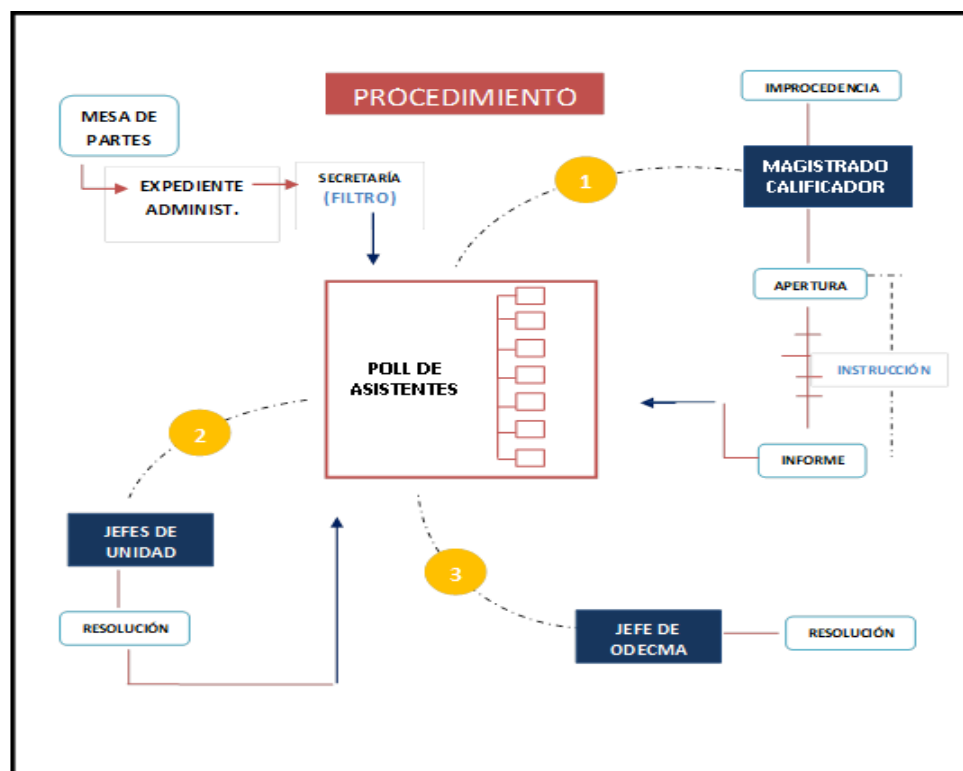 PROCEDIMIENTO
MESA DE
PARTES
EXPEDIENTE
ADMINIST.
SECRETARÍA
(FILTRO)
1
IMPROCEDENCIA
MAGISTRADO
CALIFICADOR
APERTURA
INSTRUCCIÓN
INFORME
POLL DE
ASISTENTES
2
JEFES DE
UNIDAD
RESOLUCIÓN
3
JEFE DE
ODECMA
RESOLUCIÓN